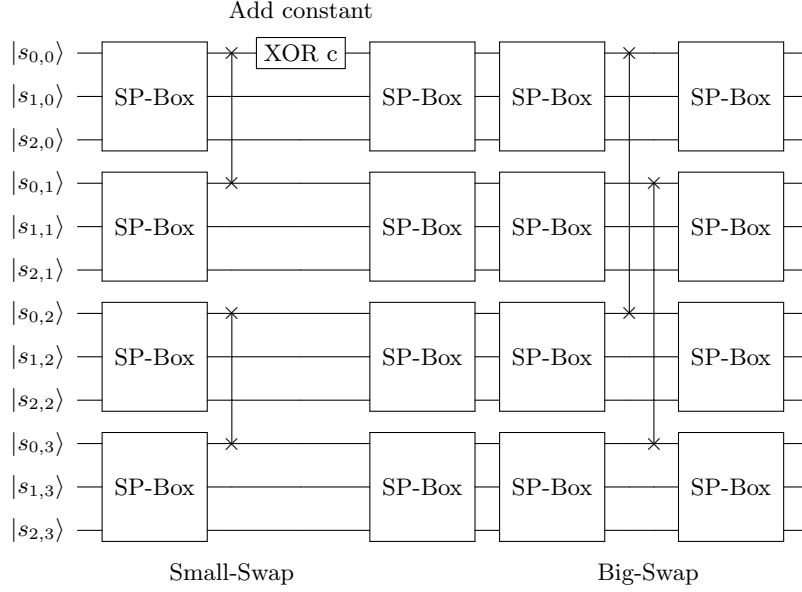 Add constant
|s0,0⟩ XOR c
|s1,0⟩ SP-Box SP-Box SP-Box SP-Box
|s2,0⟩
|s0,1⟩
|s1,1⟩ SP-Box SP-Box SP-Box SP-Box
|s2,1⟩
|s0,2⟩
|s1,2⟩ SP-Box SP-Box SP-Box SP-Box
|s2,2⟩
|s0,3⟩
|s1,3⟩ SP-Box SP-Box SP-Box SP-Box
|s2,3⟩
Small-Swap Big-Swap